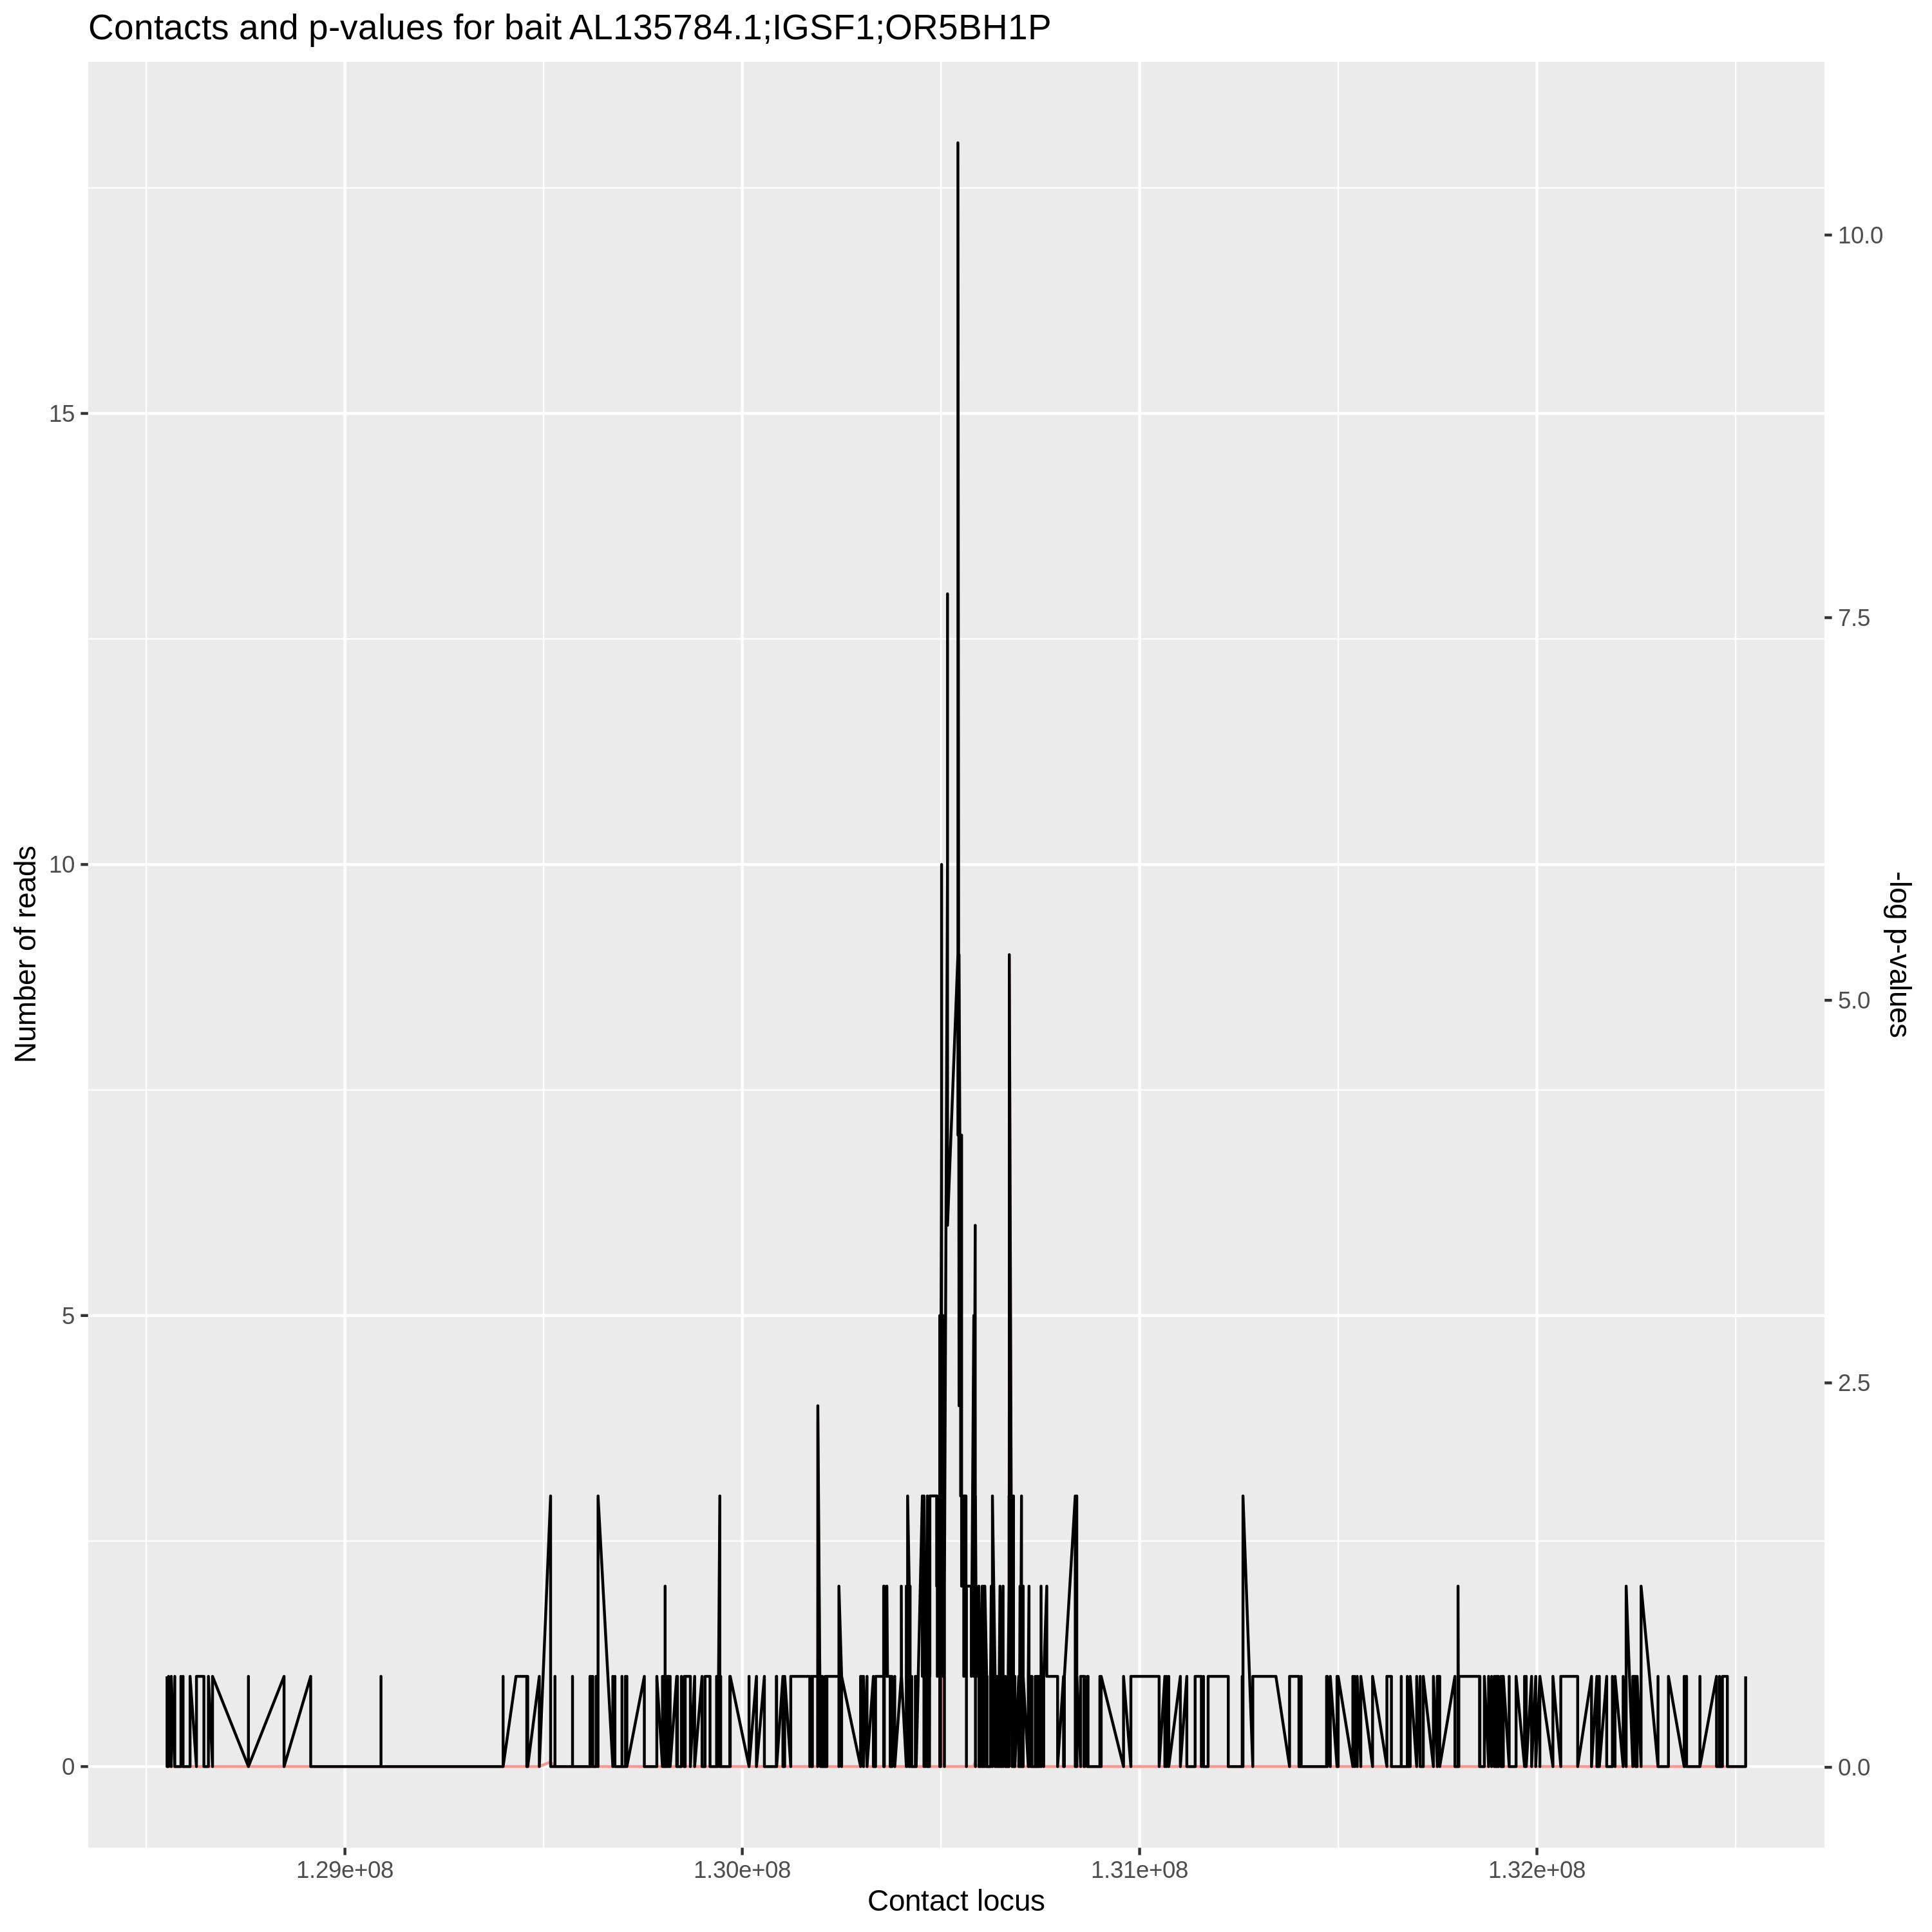 Contacts and p-values for bait AL135784.1;IGSF1;OR5BH1P
Number of reads
15
10
5
0
10.0
7.5
5.0
2.5
0.0
-log p-values
1.29e+08
1.30e+08
1.31e+08
1.32e+08
Contact locus